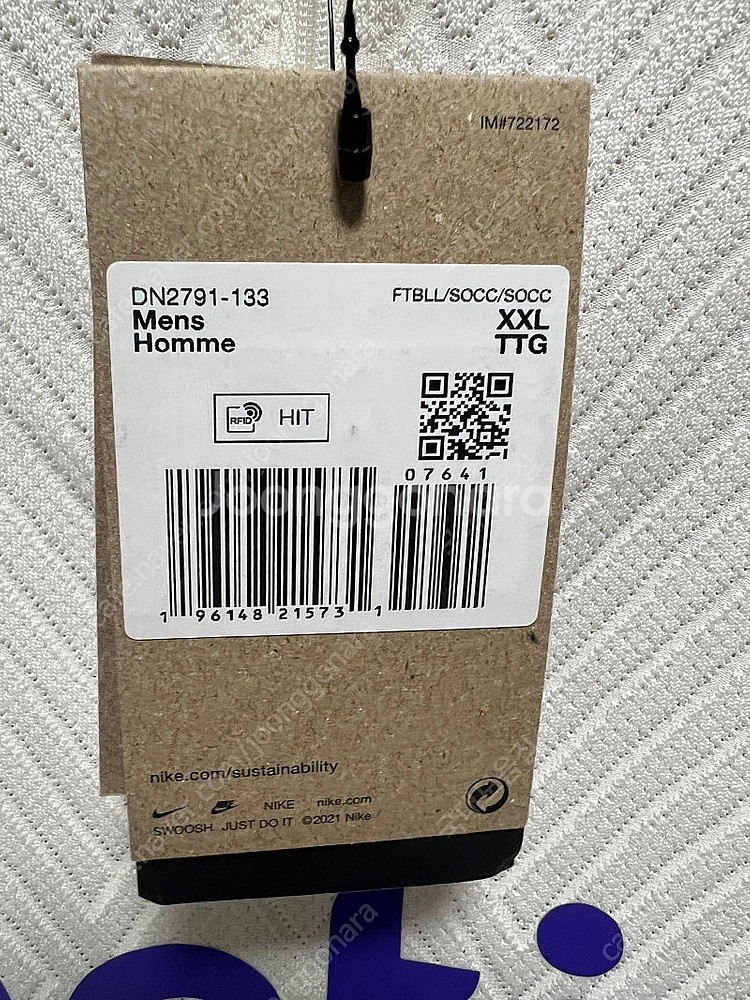 IM#722172
DN2791-133
FTBLL/SOCC/SOCC
Mens
XXL
Homme
TTG
RFID HIT
07641
1 96148 21573 1
nike.com/sustainability
NIKE nike.com
SWOOSH JUST DO IT ©2021 Nike
joonggonara